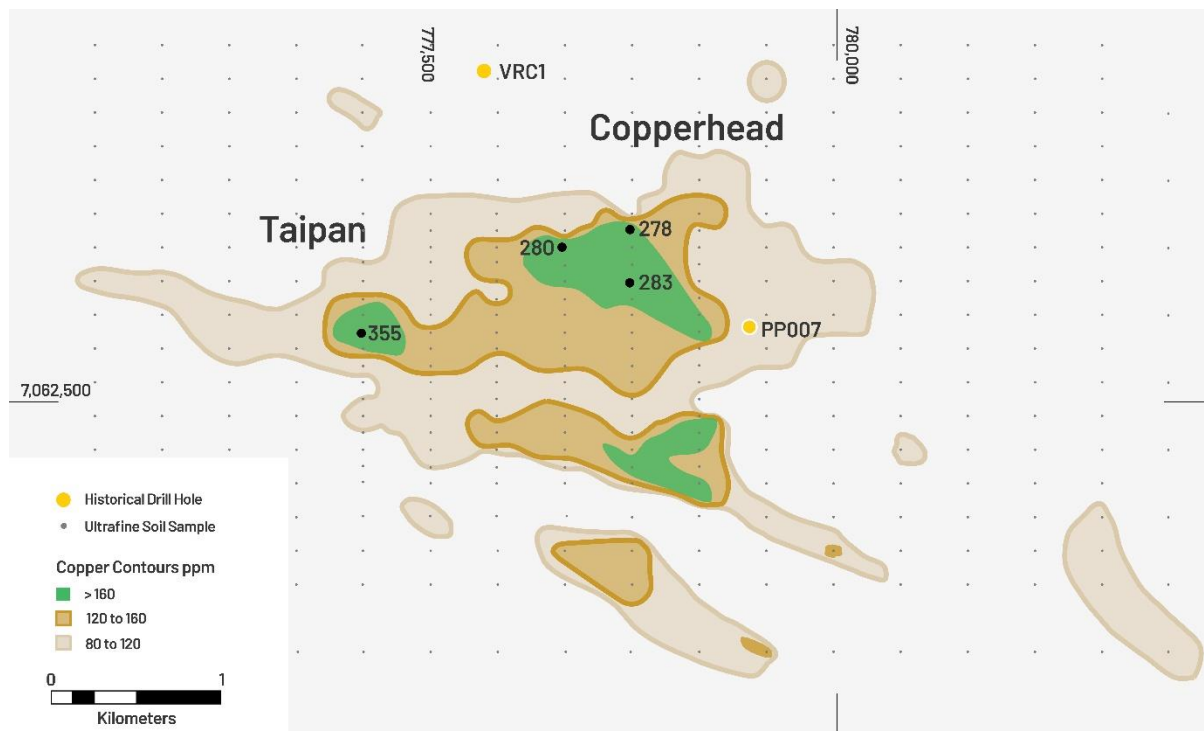 777,500
780,000
VRC1
Copperhead
Taipan
278
280
283
355
PP007
7,062,500
Historical Drill Hole
Ultrafine Soil Sample
Copper Contours ppm
> 160
120 to 160
80 to 120
0 1
Kilometers